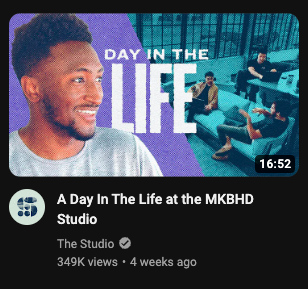 DAY IN THE
LIFE
16:52
A Day In The Life at the MKBHD
Studio
The Studio
349K views • 4 weeks ago